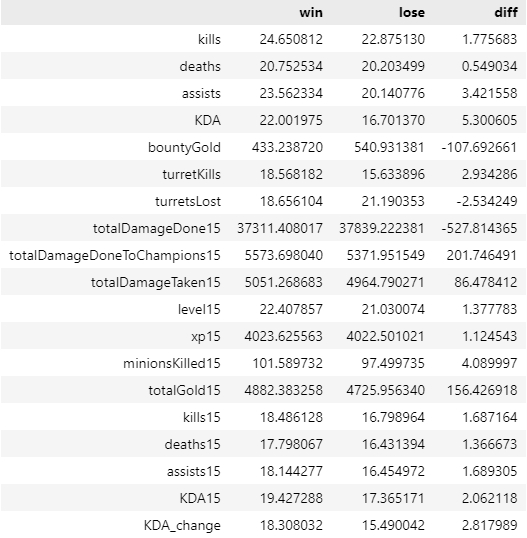 win lose diff
kills 24.650812 22.875130 1.775683
deaths 20.752534 20.203499 0.549034
assists 23.562334 20.140776 3.421558
KDA 22.001975 16.701370 5.300605
bountyGold 433.238720 540.931381 -107.692661
turretKills 18.568182 15.633896 2.934286
turretsLost 18.656104 21.190353 -2.534249
totalDamageDone15 37311.408017 37839.222381 -527.814365
totalDamageDoneToChampions15 5573.698040 5371.951549 201.746491
totalDamageTaken15 5051.268683 4964.790271 86.478412
level15 22.407857 21.030074 1.377783
xp15 4023.625563 4022.501021 1.124543
minionsKilled15 101.589732 97.499735 4.089997
totalGold15 4882.383258 4725.956340 156.426918
kills15 18.486128 16.798964 1.687164
deaths15 17.798067 16.431394 1.366673
assists15 18.144277 16.454972 1.689305
KDA15 19.427288 17.365171 2.062118
KDA_change 18.308032 15.490042 2.817989